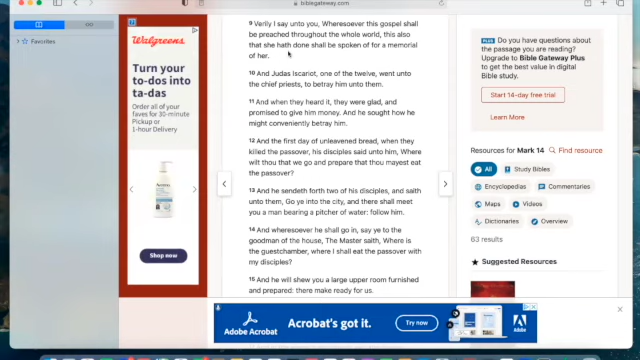 biblegateway.com
Favorites
Walgreens
Turn your
to-dos into
ta-das
Order all of your
faves for 30-minute
Pickup or
1-hour Delivery
Shop now
9 Verily I say unto you, Wheresoever this gospel shall
be preached throughout the whole world, this also
that she hath done shall be spoken of for a memorial
of her.
10 And Judas Iscariot, one of the twelve, went unto
the chief priests, to betray him unto them.
11 And when they heard it, they were glad, and
promised to give him money. And he sought how he
might conveniently betray him.
12 And the first day of unleavened bread, when they
killed the passover, his disciples said unto him, Where
wilt thou that we go and prepare that thou mayest eat
the passover?
13 And he sendeth forth two of his disciples, and saith
unto them, Go ye into the city, and there shall meet
you a man bearing a pitcher of water: follow him.
14 And wheresoever he shall go in, say ye to the
goodman of the house, The Master saith, Where is
the guestchamber, where I shall eat the passover with
my disciples?
15 And he will shew you a large upper room furnished
and prepared: there make ready for us.
PLUS Do you have questions about
the passage you are reading?
Upgrade to Bible Gateway Plus
to get the best value in digital
Bible study.
Start 14-day free trial
Learn More
Resources for Mark 14 Find resource
All Study Bibles
Encyclopedias Commentaries
Maps Videos
Dictionaries Overview
63 results
Suggested Resources
Adobe Acrobat
Acrobat's got it.
Try now
Adobe